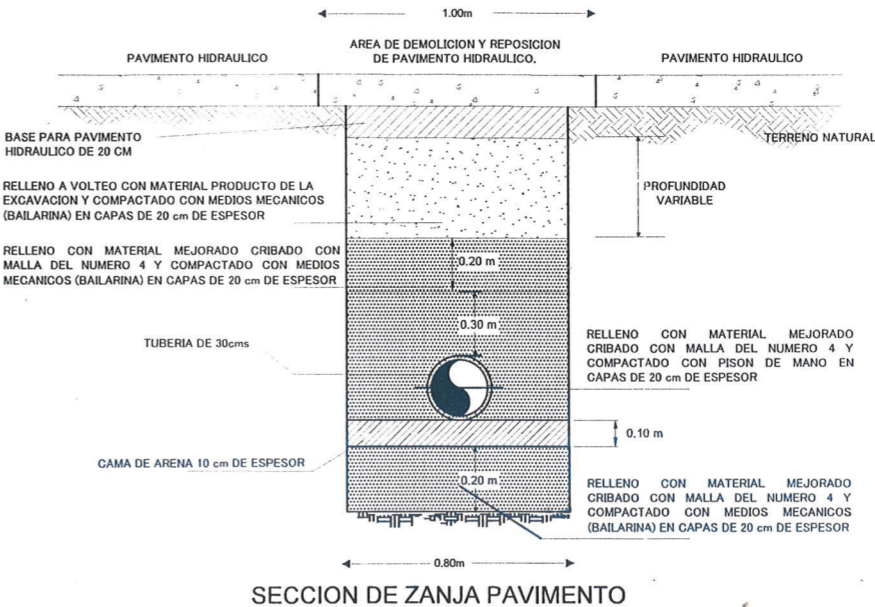 1.00m
PAVIMENTO HIDRAULICO
AREA DE DEMOLICION Y REPOSICION
DE PAVIMENTO HIDRAULICO.
PAVIMENTO HIDRAULICO
BASE PARA PAVIMENTO
HIDRAULICO DE 20 CM
TERRENO NATURAL
RELLENO A VOLTEO CON MATERIAL PRODUCTO DE LA
EXCAVACION Y COMPACTADO CON MEDIOS MECANICOS
(BAILARINA) EN CAPAS DE 20 cm DE ESPESOR
PROFUNDIDAD
VARIABLE
RELLENO CON MATERIAL MEJORADO CRIBADO CON
MALLA DEL NUMERO 4 Y COMPACTADO CON MEDIOS
MECANICOS (BAILARINA) EN CAPAS DE 20 cm DE ESPESOR
0.20 m
0.30 m
TUBERIA DE 30cms
RELLENO CON MATERIAL MEJORADO
CRIBADO CON MALLA DEL NUMERO 4 Y
COMPACTADO CON PISON DE MANO EN
CAPAS DE 20 cm DE ESPESOR
0.10 m
CAMA DE ARENA 10 cm DE ESPESOR
0.20 m
RELLENO CON MATERIAL MEJORADO
CRIBADO CON MALLA DEL NUMERO 4 Y
COMPACTADO CON MEDIOS MECANICOS
(BAILARINA) EN CAPAS DE 20 cm DE ESPESOR
0.80m
SECCION DE ZANJA PAVIMENTO